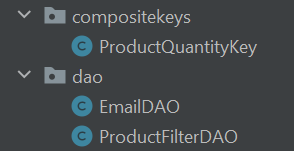 compositekeys
ProductQuantityKey
dao
EmailDAO
ProductFilterDAO